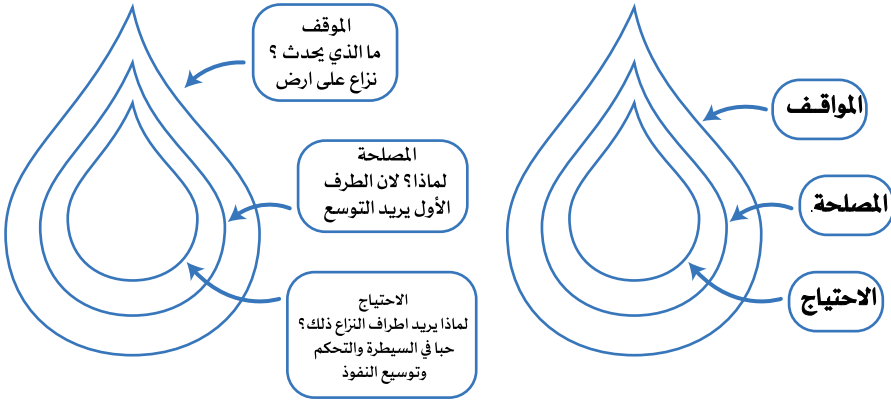 المواقف
المصلحة.
الاحتياج
الموقف
ما الذي يحدث ؟
نزاع على ارض
المصلحة
لماذا؟ لان الطرف
الأول يريد التوسع
الاحتياج
لماذا يريد اطراف النزاع ذلك؟
حبا في السيطرة والتحكم
وتوسيع النفوذ